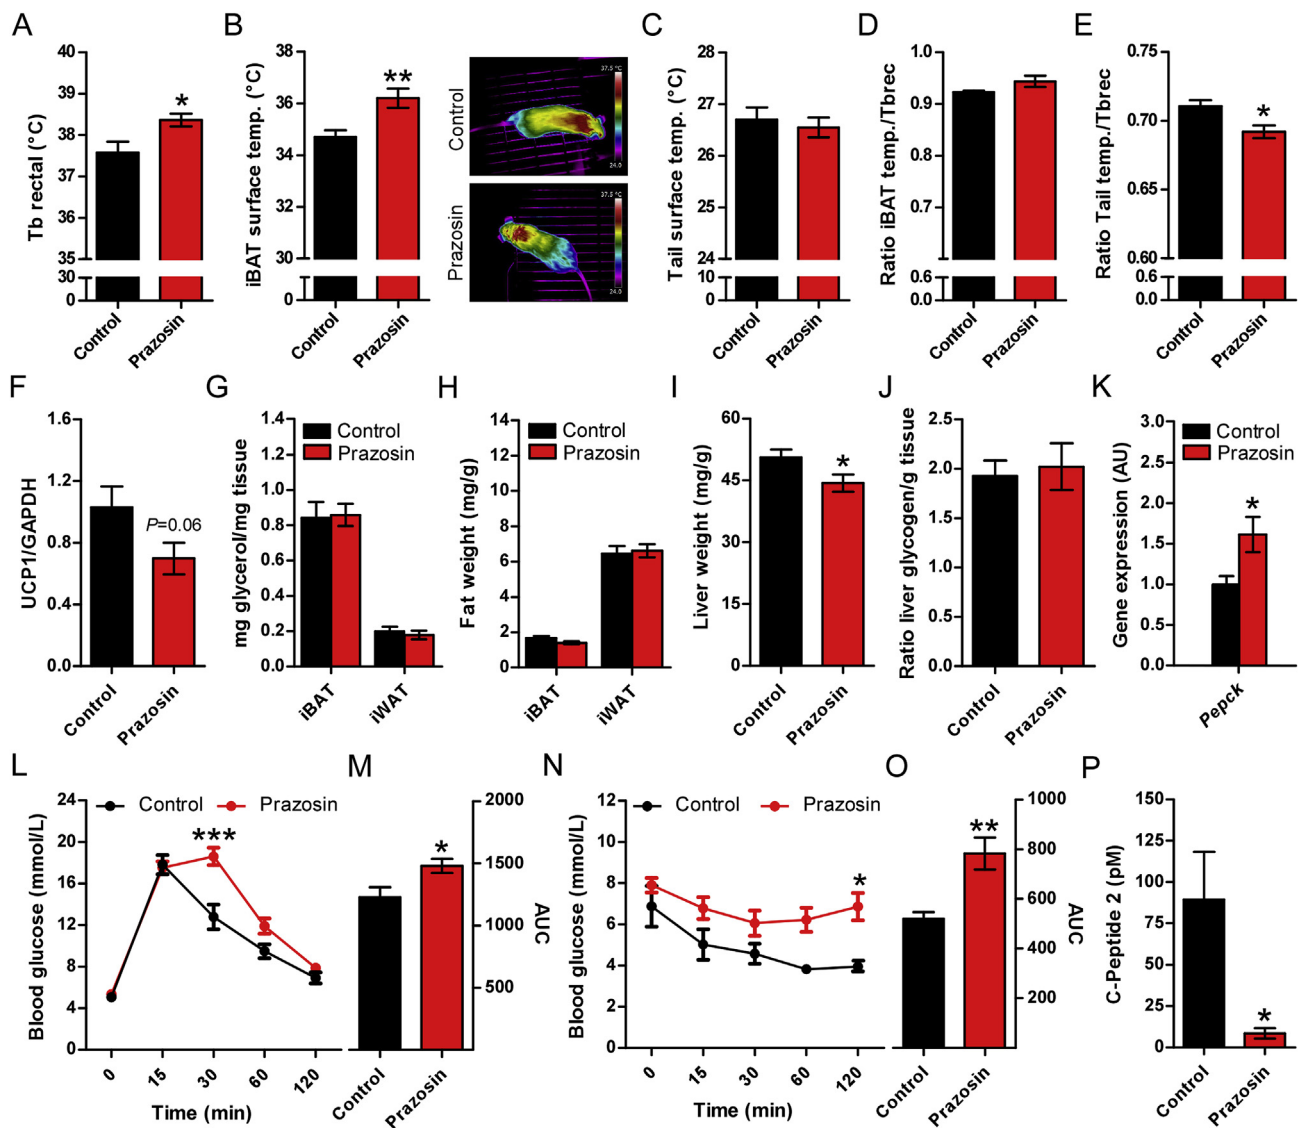 A
Tb rectal (°C)
40
39
38
37
36
35
30
0
*
Control
Prazosin
B
iBAT surface temp. (°C)
38
36
34
32
30
0
**
Control
Prazosin
Control
37.5 °C
24.0
Prazosin
37.5 °C
24.0
C
Tail surface temp. (°C)
28
27
26
25
24
10
0
Control
Prazosin
D
Ratio iBAT temp./Tbrec
1.0
0.9
0.8
0.7
0.6
0.0
Control
Prazosin
E
Ratio Tail temp./Tbrec
0.75
0.70
0.65
0.60
0.6
0.0
*
Control
Prazosin
F
UCP1/GAPDH
1.6
1.2
0.8
0.4
0.0
P=0.06
Control
Prazosin
G
mg glycerol/mg tissue
1.4
1.2
1.0
0.8
0.6
0.4
0.2
0.0
Control
Prazosin
iBAT
iWAT
H
Fat weight (mg/g)
14
12
10
8
6
4
2
0
Control
Prazosin
iBAT
iWAT
I
Liver weight (mg/g)
60
45
30
15
0
*
Control
Prazosin
J
Ratio liver glycogen/g tissue
2.5
2.0
1.5
1.0
0.5
0.0
Control
Prazosin
K
Gene expression (AU)
3.0
2.5
2.0
1.5
1.0
0.5
0.0
Control
Prazosin
*
Pepck
L
Blood glucose (mmol/L)
24
20
16
12
8
4
0
Control
Prazosin
***
0
15
30
60
120
Time (min)
M
2000
1500
1000
500
AUC
*
Control
Prazosin
N
Blood glucose (mmol/L)
12
10
8
6
4
2
0
Control
Prazosin
*
0
15
30
60
120
Time (min)
O
1000
800
600
400
200
AUC
**
Control
Prazosin
P
C-Peptide 2 (pM)
150
125
100
75
50
25
0
*
Control
Prazosin